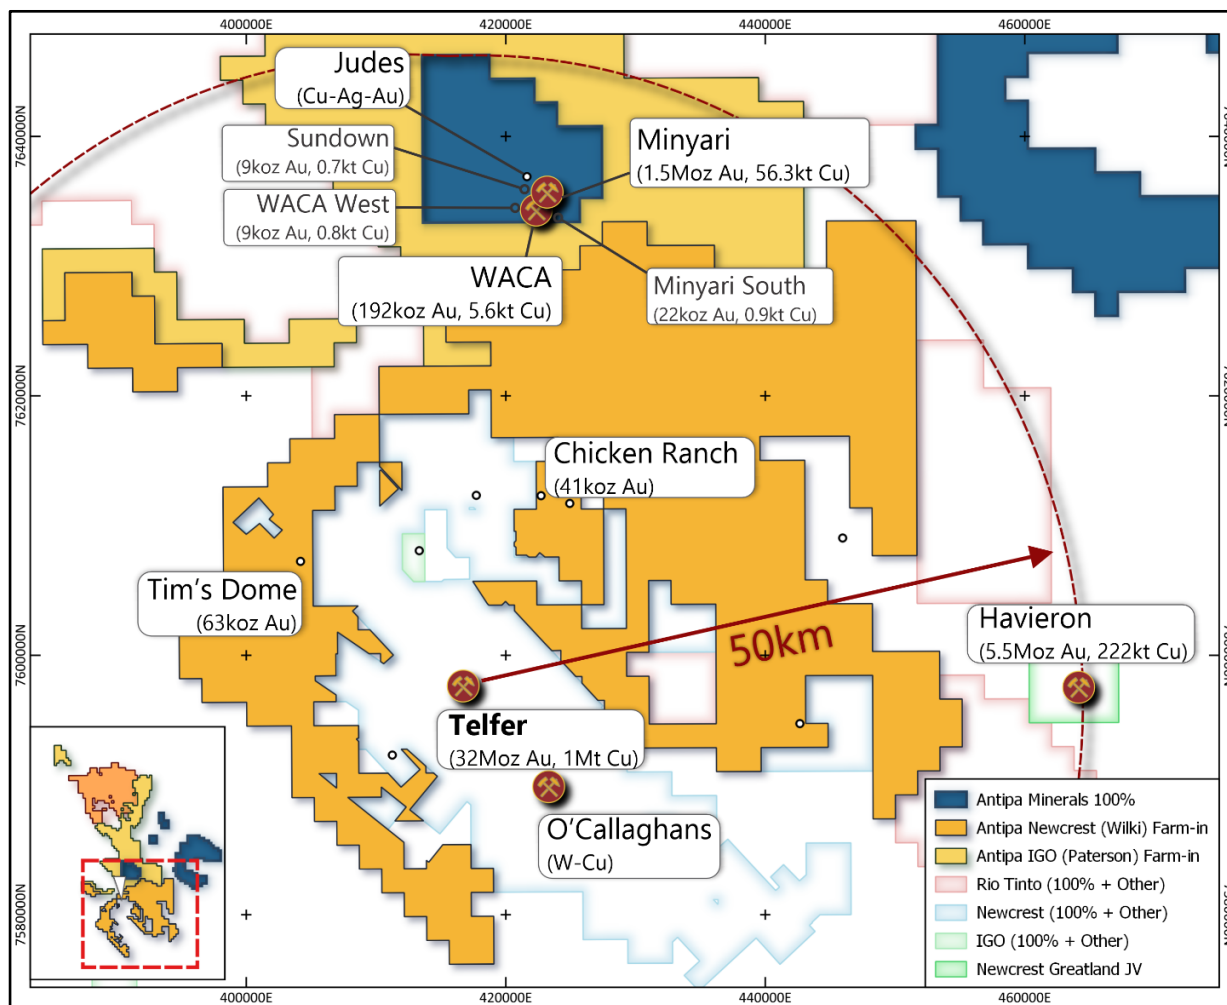 400000E
420000E
440000E
460000E
Judes
(Cu-Ag-Au)
Sundown
(9koz Au, 0.7kt Cu)
Minyari
(1.5Moz Au, 56.3kt Cu)
7640000N
7640000N
WACA West
(9koz Au, 0.8kt Cu)
WACA
(192koz Au, 5.6kt Cu)
Minyari South
(22koz Au, 0.9kt Cu)
7620000N
7620000N
Chicken Ranch
(41koz Au)
Tim's Dome
(63koz Au)
50km
Havieron
(5.5Moz Au, 222kt Cu)
7600000N
7600000N
Telfer
(32Moz Au, 1Mt Cu)
O'Callaghans
(W-Cu)
7580000N
7580000N
Antipa Minerals 100%
Antipa Newcrest (Wilki) Farm-in
Antipa IGO (Paterson) Farm-in
Rio Tinto (100% + Other)
Newcrest (100% + Other)
IGO (100% + Other)
Newcrest Greatland JV
400000E
420000E
440000E
460000E